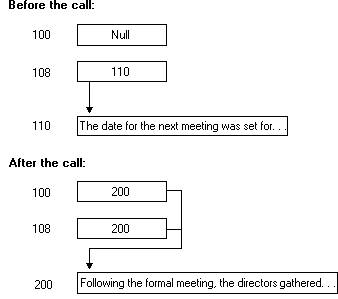 Before the call:
100 Null
108 110
110 The date for the next meeting was set for. . .
After the call:
100 200
108 200
200 Following the formal meeting, the directors gathered. . .